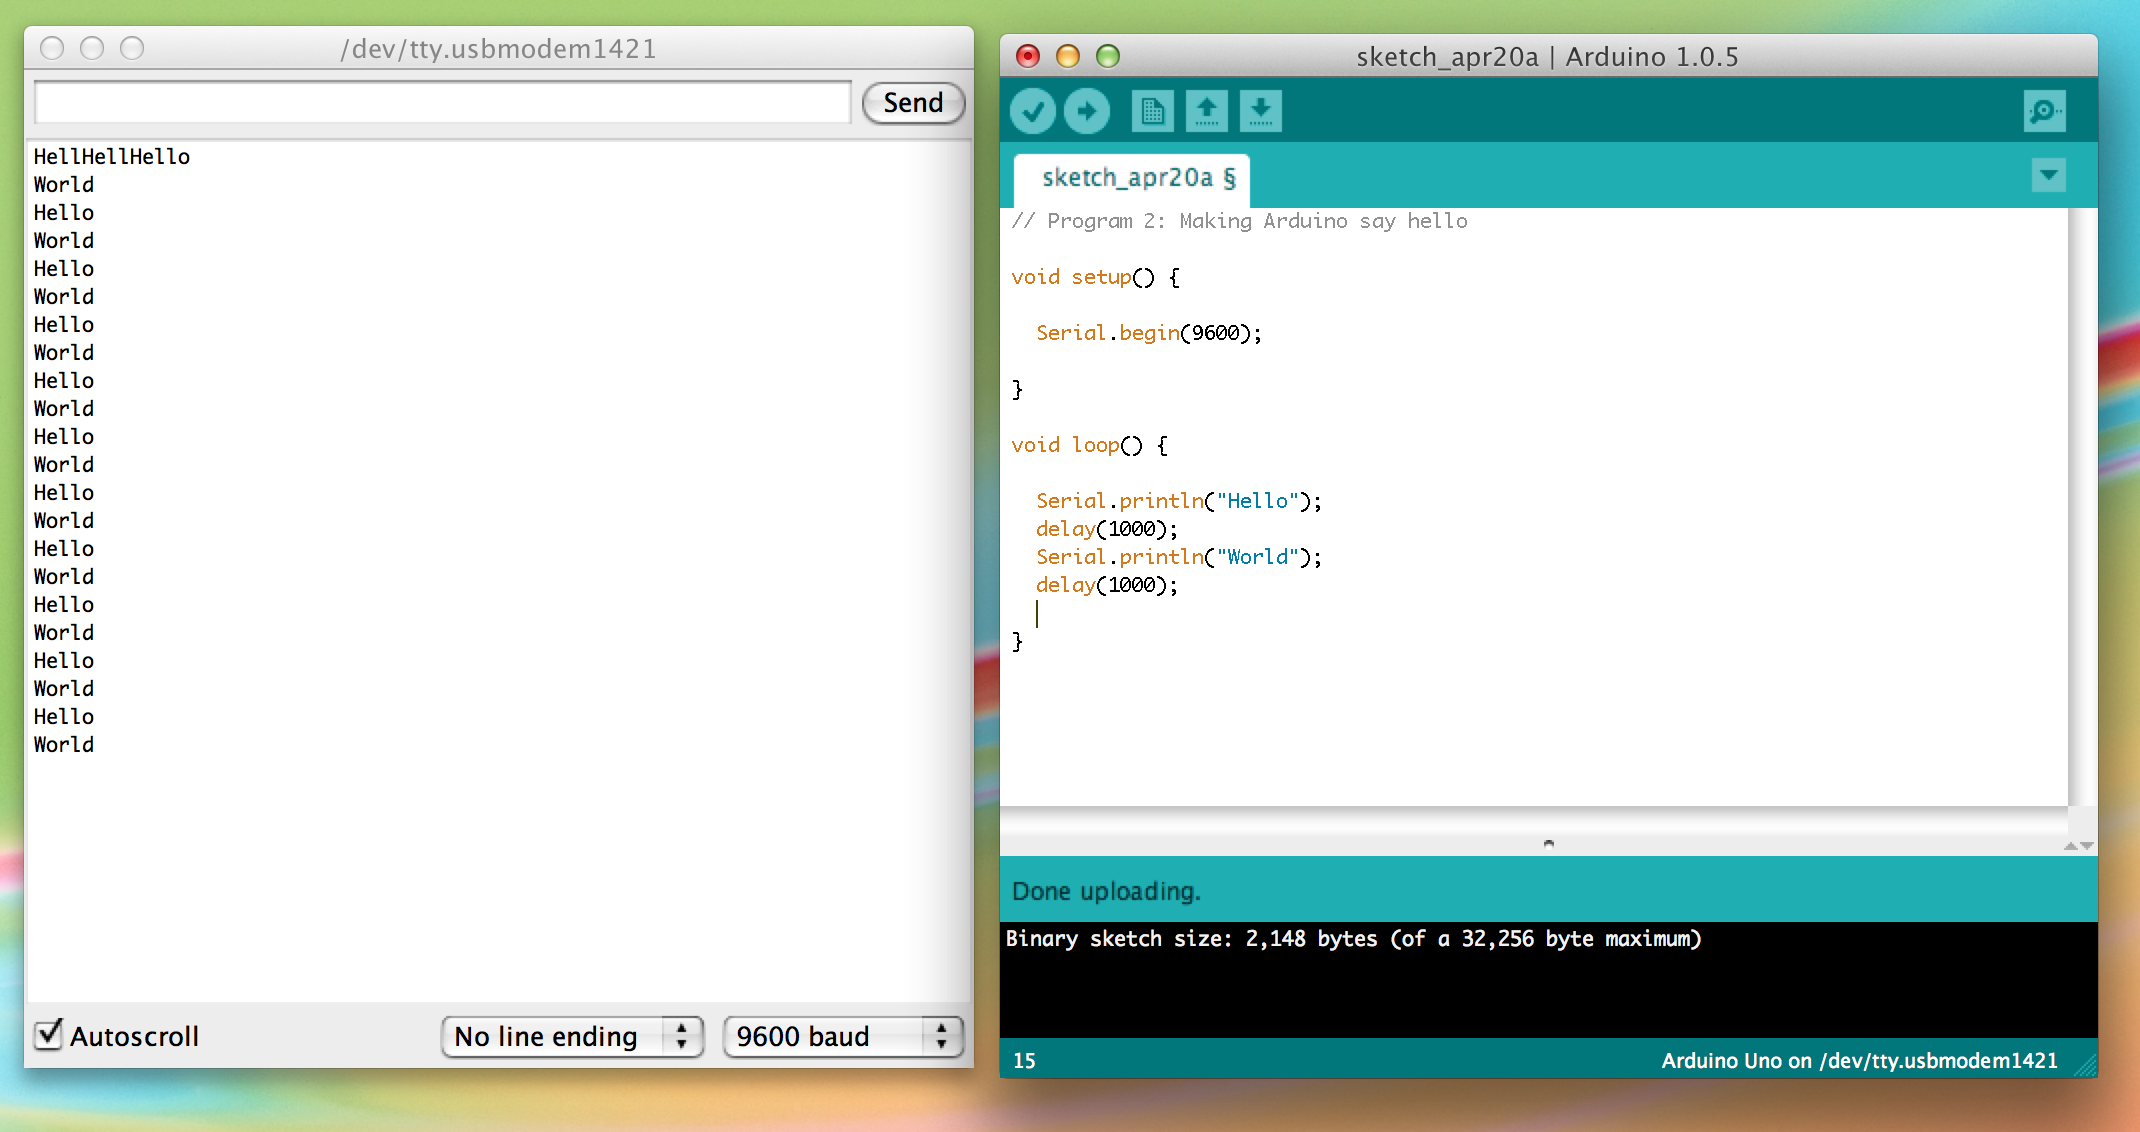 /dev/tty.usbmodem1421
Send
HellHellHello
World
Hello
World
Hello
World
Hello
World
Hello
World
Hello
World
Hello
World
Hello
World
Hello
World
Hello
World
Hello
World
Autoscroll
No line ending
9600 baud
sketch_apr20a | Arduino 1.0.5
sketch_apr20a §
// Program 2: Making Arduino say hello
void setup() {
Serial.begin(9600);
}
void loop() {
Serial.println("Hello");
delay(1000);
Serial.println("World");
delay(1000);
}
Done uploading.
Binary sketch size: 2,148 bytes (of a 32,256 byte maximum)
15
Arduino Uno on /dev/tty.usbmodem1421